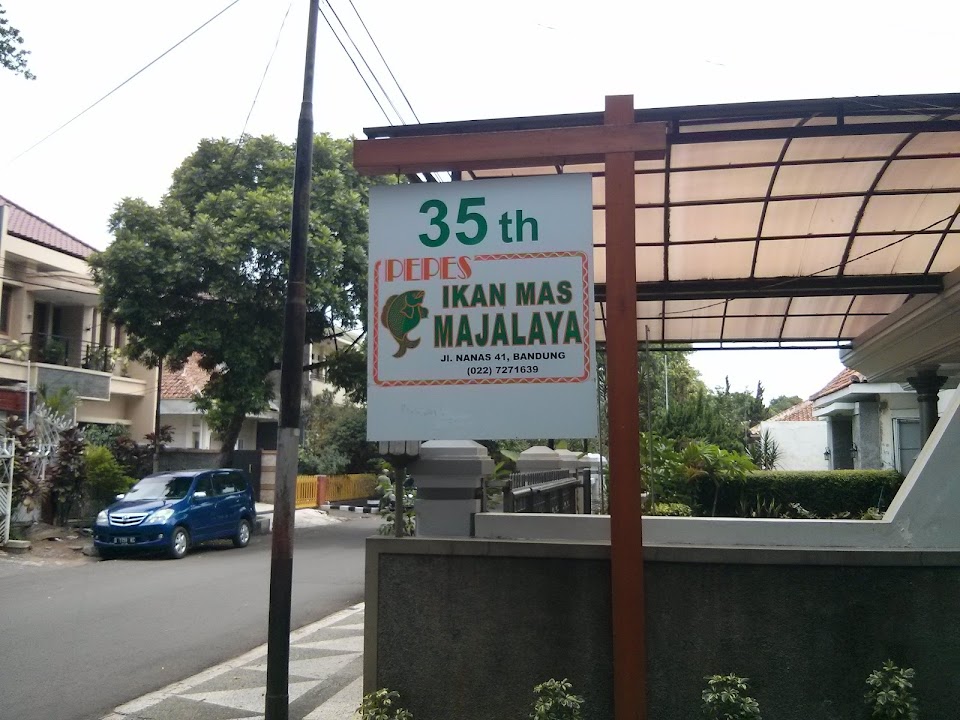 35 th
PEPES
IKAN MAS
MAJALAYA
Jl. NANAS 41, BANDUNG
(022) 7271639